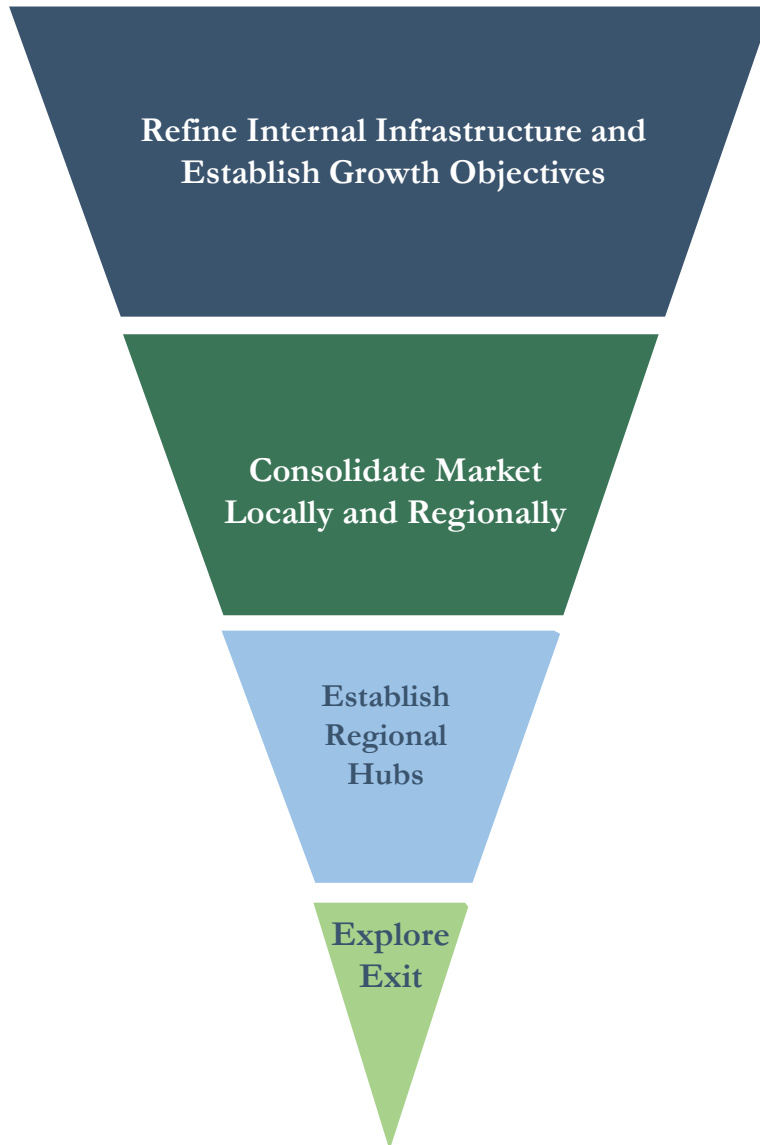 Refine Internal Infrastructure and
Establish Growth Objectives
Consolidate Market
Locally and Regionally
Establish
Regional
Hubs
Explore
Exit